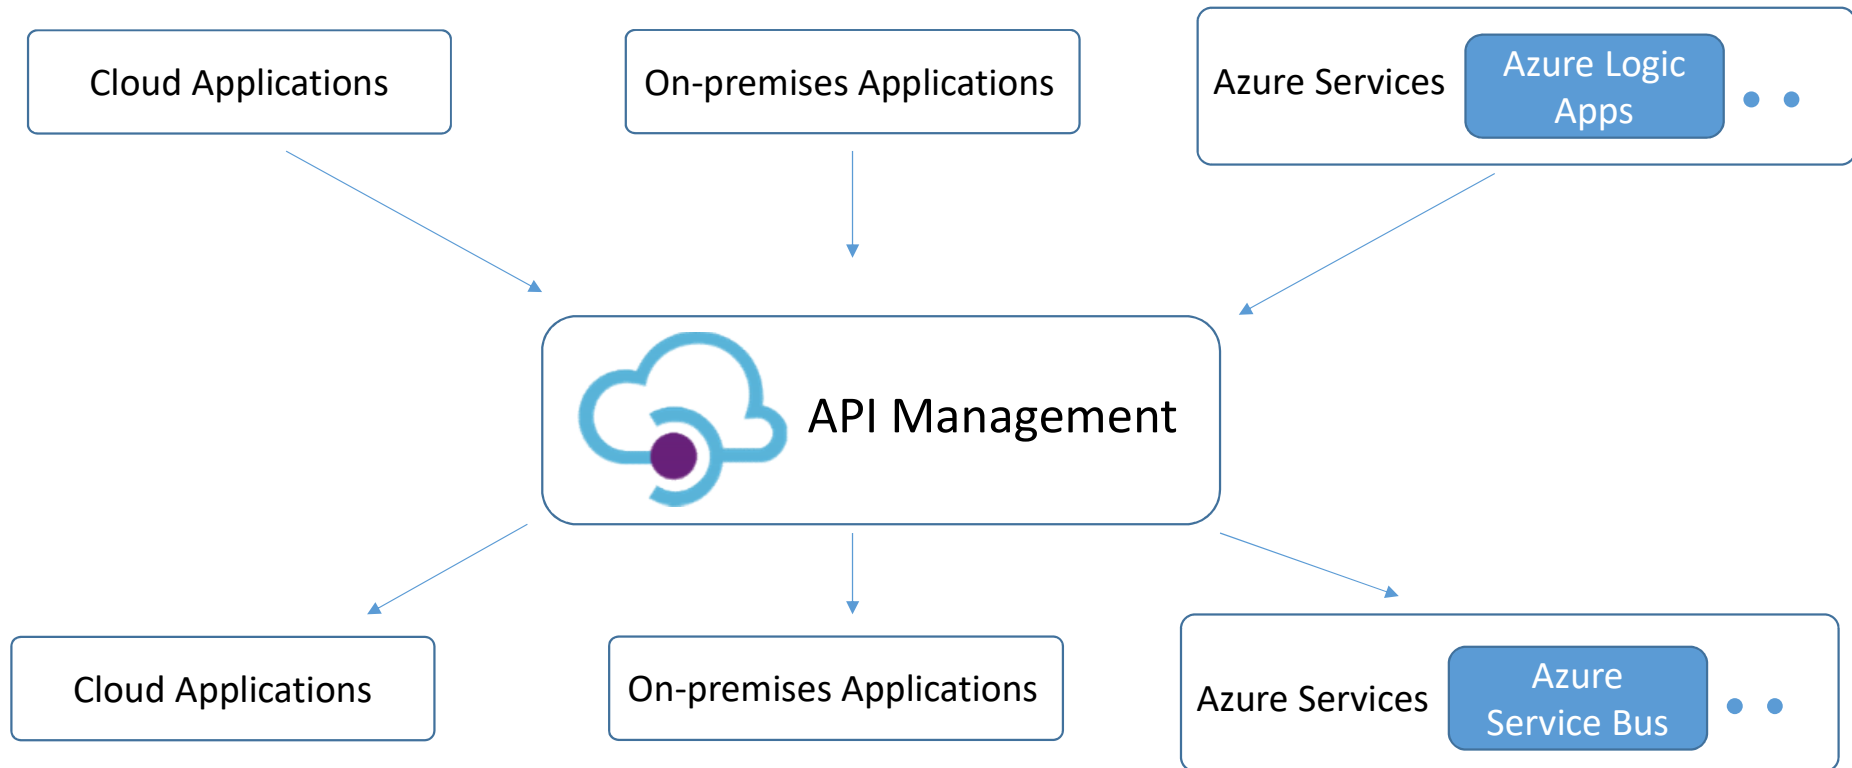 Cloud Applications
On-premises Applications
Azure Services
Azure Logic
Apps
API Management
Cloud Applications
On-premises Applications
Azure Services
Azure
Service Bus